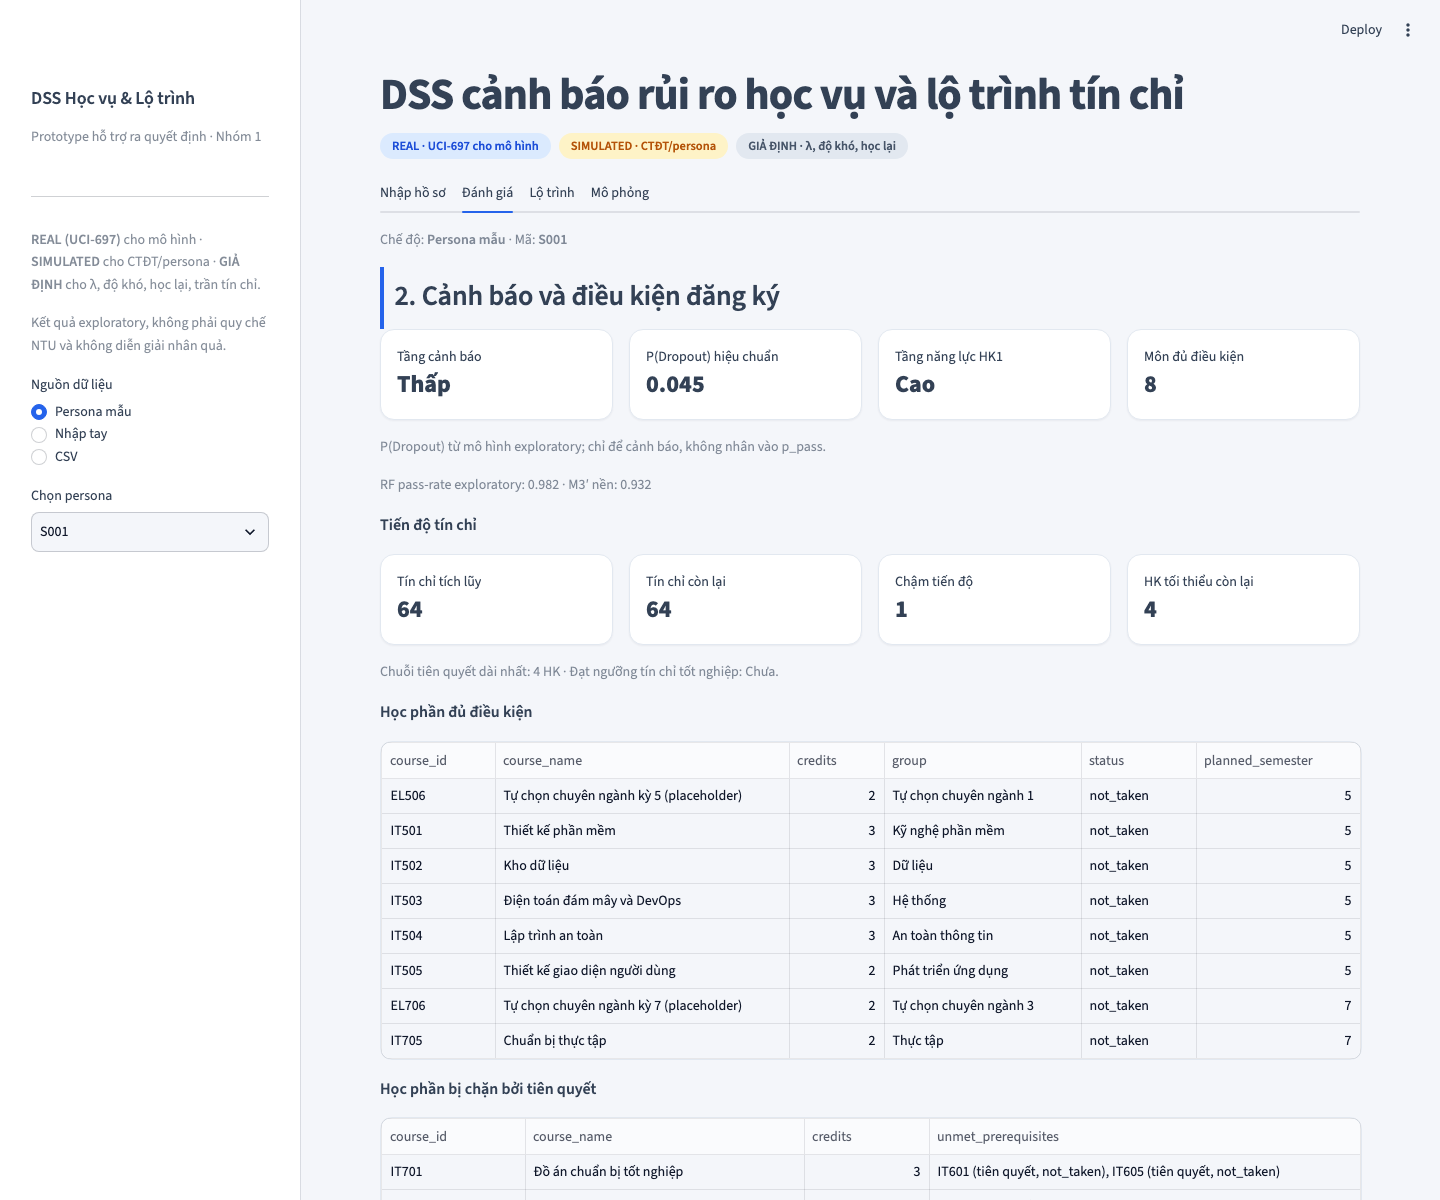 Deploy
DSS Học vụ & Lộ trình
Prototype hỗ trợ ra quyết định · Nhóm 1
REAL (UCI-697) cho mô hình ·
SIMULATED cho CTĐT/persona · GIẢ
ĐỊNH cho λ, độ khó, học lại, trần tín chỉ.
Kết quả exploratory, không phải quy chế
NTU và không diễn giải nhân quả.
Nguồn dữ liệu
Persona mẫu
Nhập tay
CSV
Chọn persona
S001
DSS cảnh báo rủi ro học vụ và lộ trình tín chỉ
REAL · UCI-697 cho mô hình SIMULATED · CTĐT/persona GIẢ ĐỊNH · λ, độ khó, học lại
Nhập hồ sơ Đánh giá Lộ trình Mô phỏng
Chế độ: Persona mẫu · Mã: S001
2. Cảnh báo và điều kiện đăng ký
Tầng cảnh báo P(Dropout) hiệu chuẩn Tầng năng lực HK1 Môn đủ điều kiện
Thấp 0.045 Cao 8
P(Dropout) từ mô hình exploratory; chỉ để cảnh báo, không nhân vào p_pass.
RF pass-rate exploratory: 0.982 · M3′ nền: 0.932
Tiến độ tín chỉ
Tín chỉ tích lũy Tín chỉ còn lại Chậm tiến độ HK tối thiểu còn lại
64 64 1 4
Chuỗi tiên quyết dài nhất: 4 HK · Đạt ngưỡng tín chỉ tốt nghiệp: Chưa.
Học phần đủ điều kiện
course_id course_name credits group status planned_semester
EL506 Tự chọn chuyên ngành kỳ 5 (placeholder) 2 Tự chọn chuyên ngành 1 not_taken 5
IT501 Thiết kế phần mềm 3 Kỹ nghệ phần mềm not_taken 5
IT502 Kho dữ liệu 3 Dữ liệu not_taken 5
IT503 Điện toán đám mây và DevOps 3 Hệ thống not_taken 5
IT504 Lập trình an toàn 3 An toàn thông tin not_taken 5
IT505 Thiết kế giao diện người dùng 2 Phát triển ứng dụng not_taken 5
EL706 Tự chọn chuyên ngành kỳ 7 (placeholder) 2 Tự chọn chuyên ngành 3 not_taken 7
IT705 Chuẩn bị thực tập 2 Thực tập not_taken 7
Học phần bị chặn bởi tiên quyết
course_id course_name credits unmet_prerequisites
IT701 Đồ án chuẩn bị tốt nghiệp 3 IT601 (tiên quyết, not_taken), IT605 (tiên quyết, not_taken)